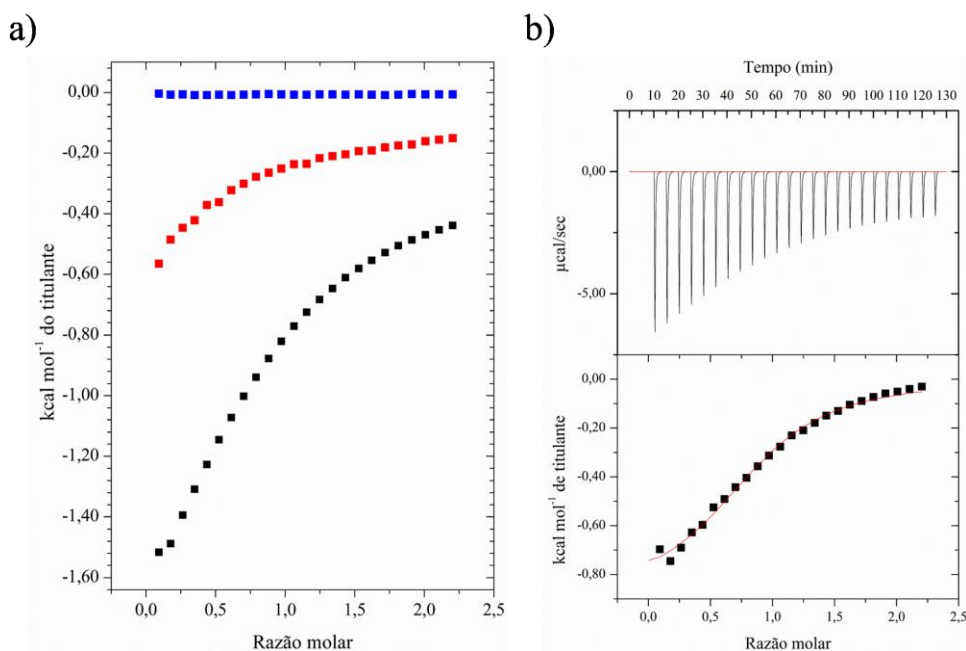 a)
0,00
-0,20
-0,40
-0,60
-0,80
-1,00
-1,20
-1,40
-1,60
kcal mol⁻¹ do titulante
0,0 0,5 1,0 1,5 2,0 2,5
Razão molar
b)
Tempo (min)
0 10 20 30 40 50 60 70 80 90 100 110 120 130
0,00
-5,00
µcal/sec
0,00
-0,20
-0,40
-0,60
-0,80
kcal mol⁻¹ de titulante
0,0 0,5 1,0 1,5 2,0 2,5
Razão molar